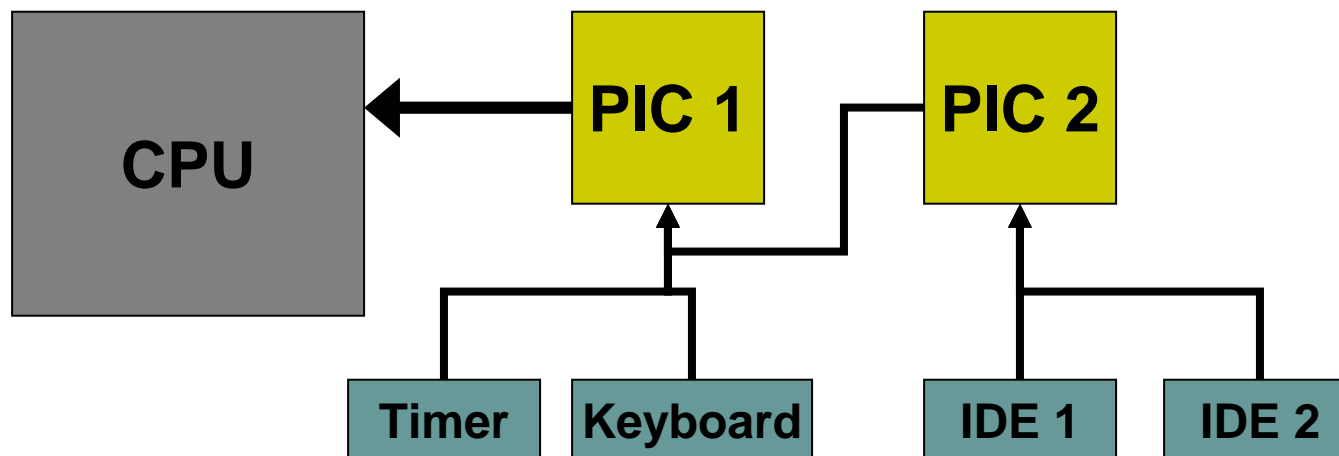 PIC 1
PIC 2
CPU
Timer
Keyboard
IDE 1
IDE 2